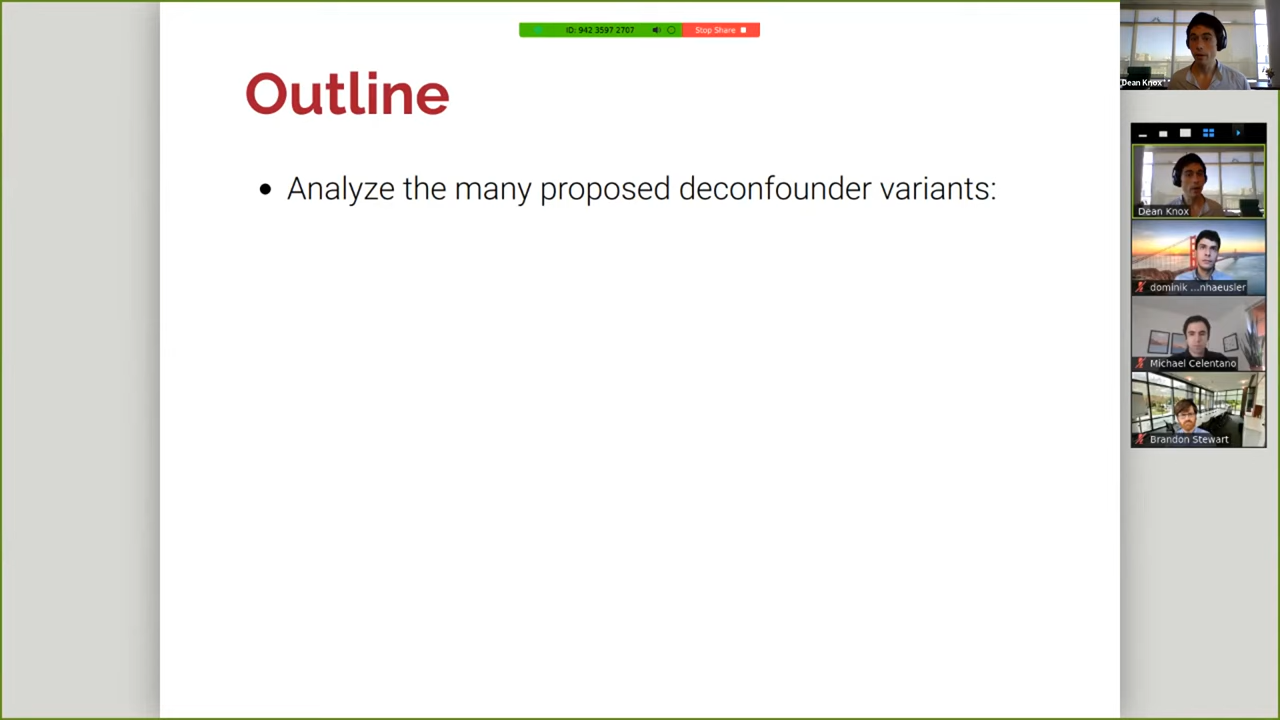 ID: 942 3597 2707
Stop Share
Outline
• Analyze the many proposed deconfounder variants:
Dean Knox
Dean Knox
dominik ...nhaeusler
Michael Celentano
Brandon Stewart